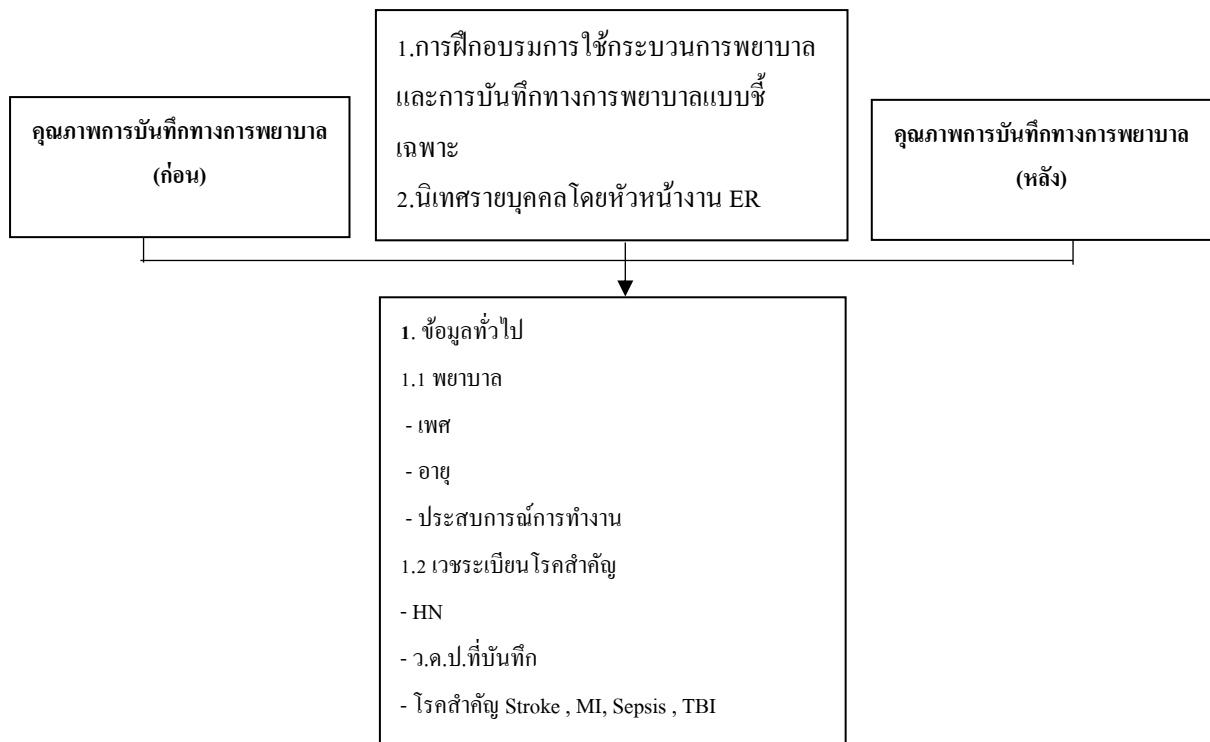 คุณภาพการบันทึกทางการพยาบาล
(ก่อน)
1.การฝึกอบรมการใช้กระบวนการพยาบาล
และการบันทึกทางการพยาบาลแบบชี้
เฉพาะ
2.นิเทศรายบุคคลโดยหัวหน้างาน ER
คุณภาพการบันทึกทางการพยาบาล
(หลัง)
1. ข้อมูลทั่วไป
1.1 พยาบาล
- เพศ
- อายุ
- ประสบการณ์การทำงาน
1.2 เวชระเบียนโรคสำคัญ
- HN
- ว.ด.ป.ที่บันทึก
- โรคสำคัญ Stroke , MI, Sepsis , TBI